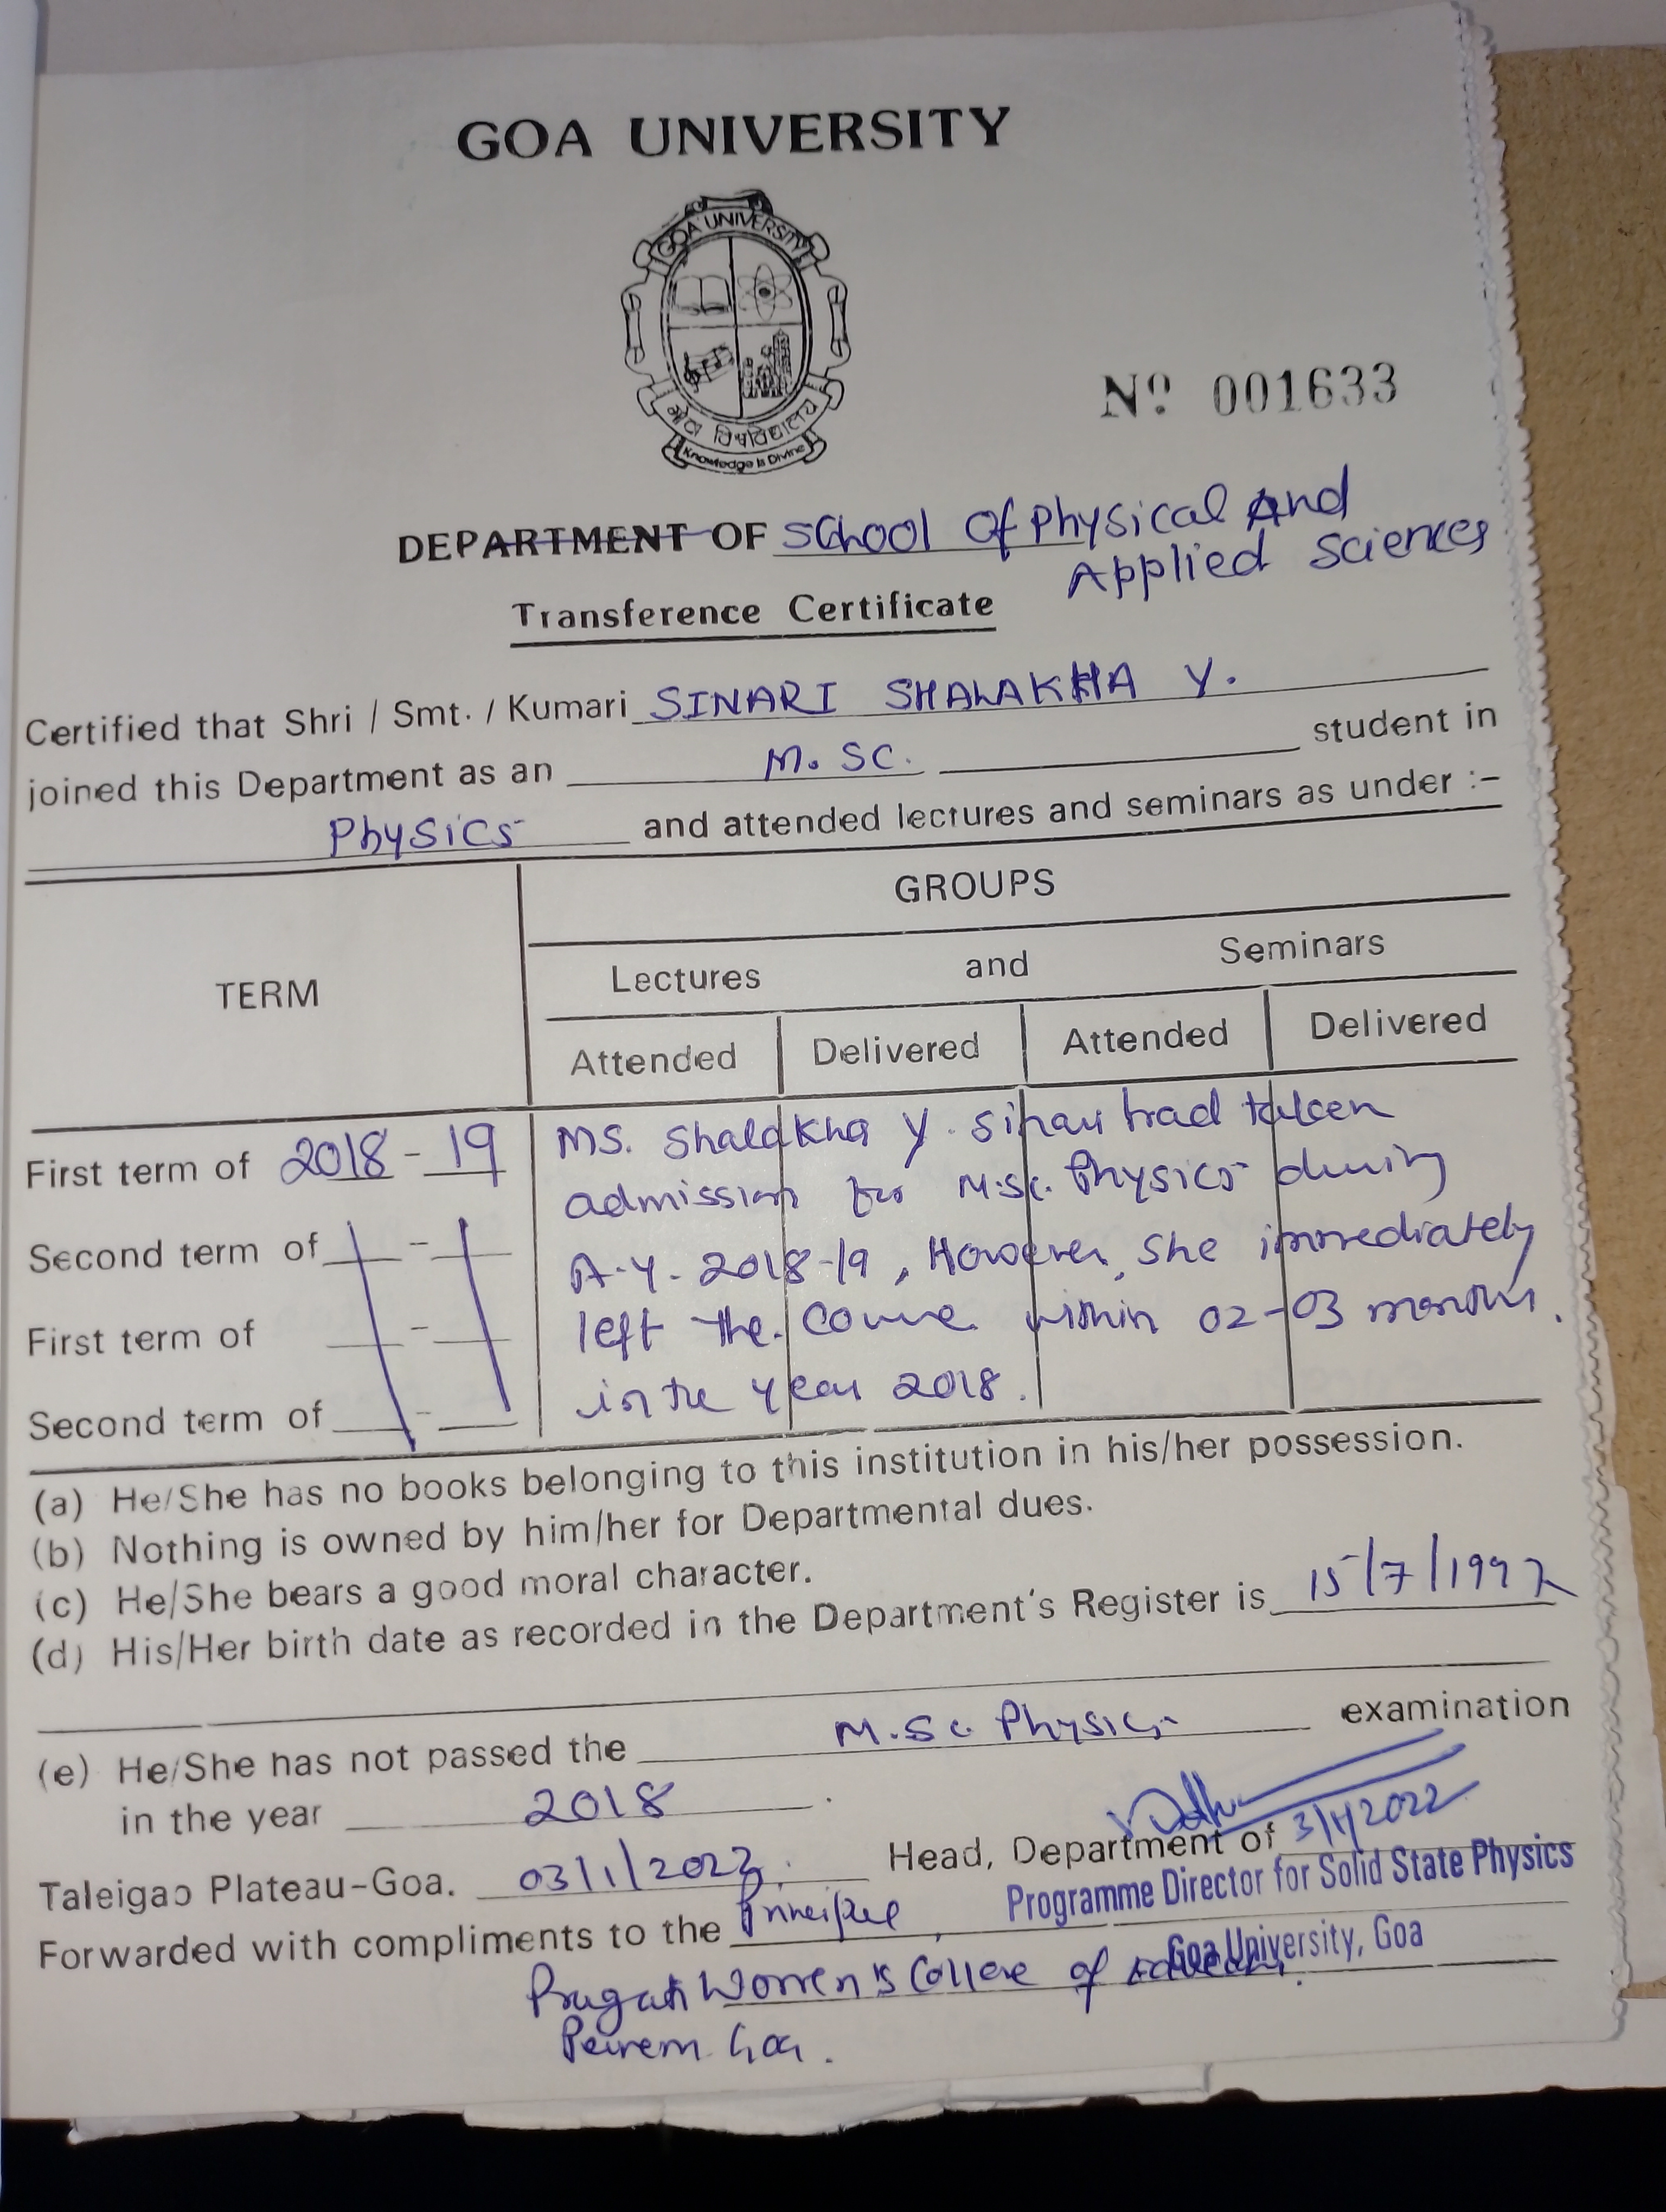 GOA UNIVERSITY
GOA UNIVERSITY
गोवा विश्वविद्यालय
Knowledge Is Divine
Nº 001633
DEPARTMENT OF School Of Physical And
Applied Sciences
Transference Certificate
Certified that Shri / Smt. / Kumari SINARI SHALAKHA Y.
joined this Department as an M. SC. student in
Physics and attended lectures and seminars as under :-
GROUPS
TERM
Lectures and Seminars
Attended Delivered Attended Delivered
First term of 2018 - 19
Second term of -
First term of -
Second term of -
MS. Shalakha Y. Sinari had taken
admission for M.Sc. Physics during
A.Y. 2018-19, However, she immediately
left the course within 02-03 months.
in the year 2018.
(a) He/She has no books belonging to this institution in his/her possession.
(b) Nothing is owned by him/her for Departmental dues.
(c) He/She bears a good moral character.
(d) His/Her birth date as recorded in the Department's Register is 15/7/1997
(e) He/She has not passed the M.Sc. Physics examination
in the year 2018.
3/1/2022
Taleigao Plateau-Goa. 03/1/2022. Head, Department of
Programme Director for Solid State Physics
Forwarded with compliments to the Principal,
Goa University, Goa
Pragati Women's College of
Goa.